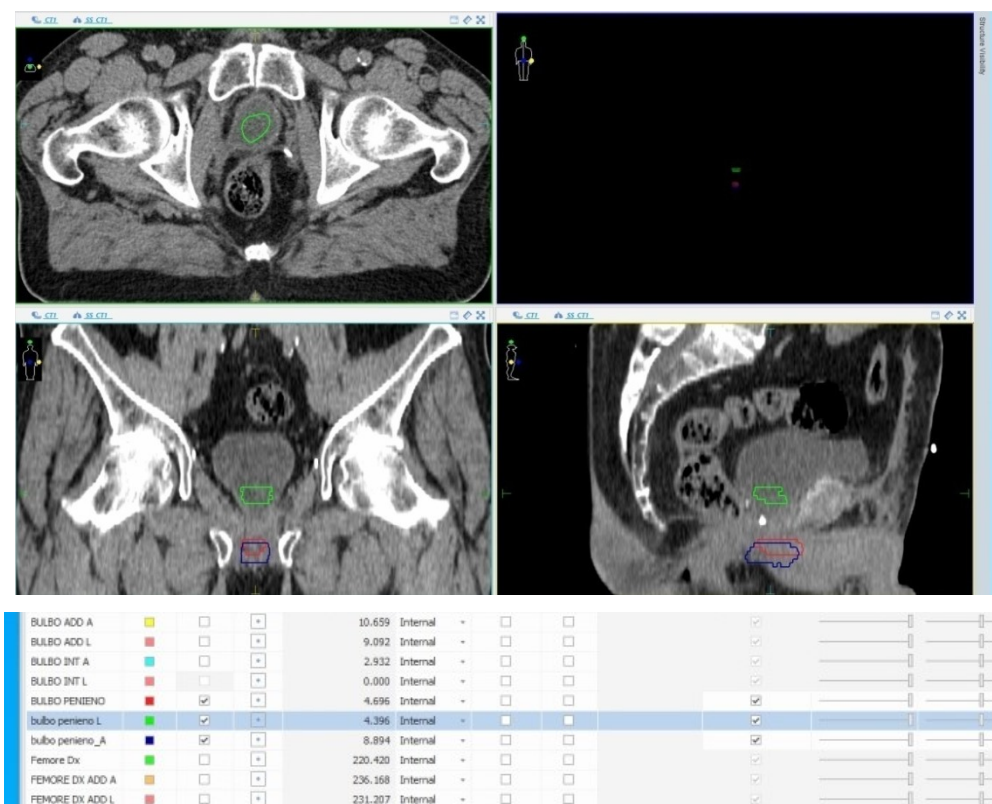 CT1 SS CT1
Structure Visibility
CT1 SS CT1
CT1 SS CT1
BULBO ADD A 10.659 Internal
BULBO ADD L 9.092 Internal
BULBO INT A 2.932 Internal
BULBO INT L 0.000 Internal
BULBO PENIENO 4.696 Internal
bulbo penieno L 4.396 Internal
bulbo penieno_A 8.894 Internal
Femore Dx 220.420 Internal
FEMORE DX ADD A 236.168 Internal
FEMORE DX ADD L 231.207 Internal